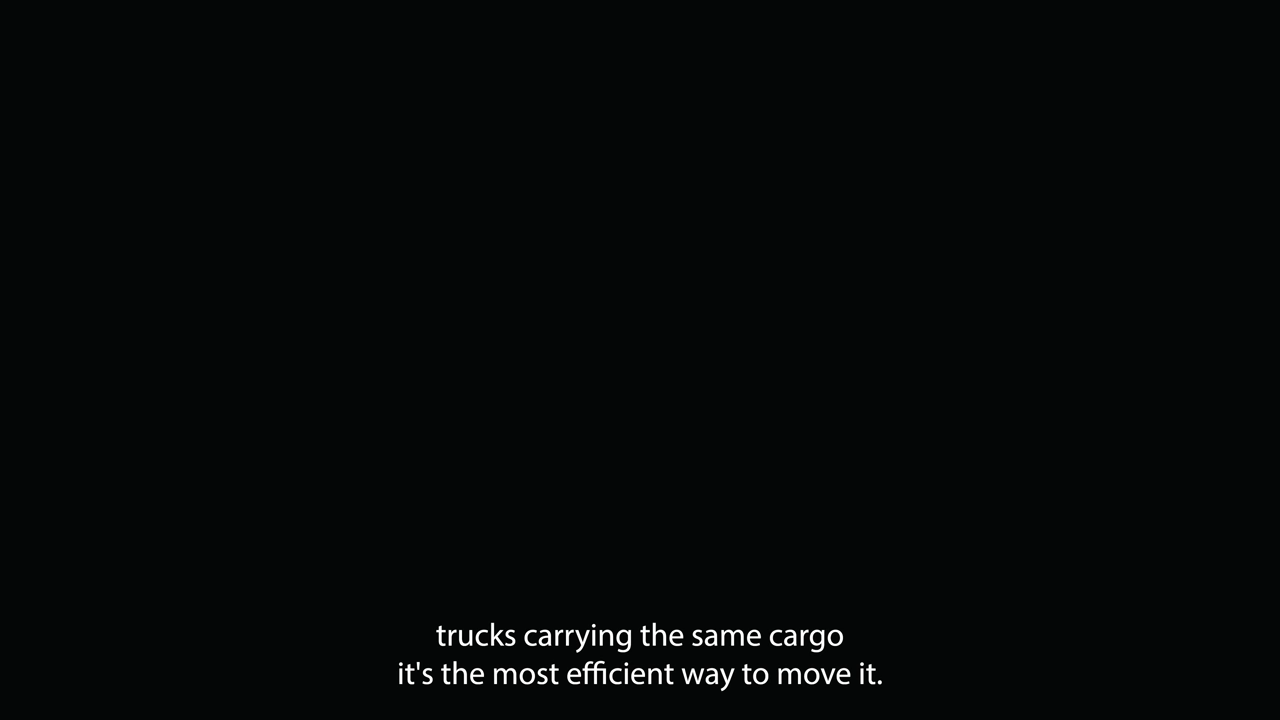 trucks carrying the same cargo
it's the most efficient way to move it.